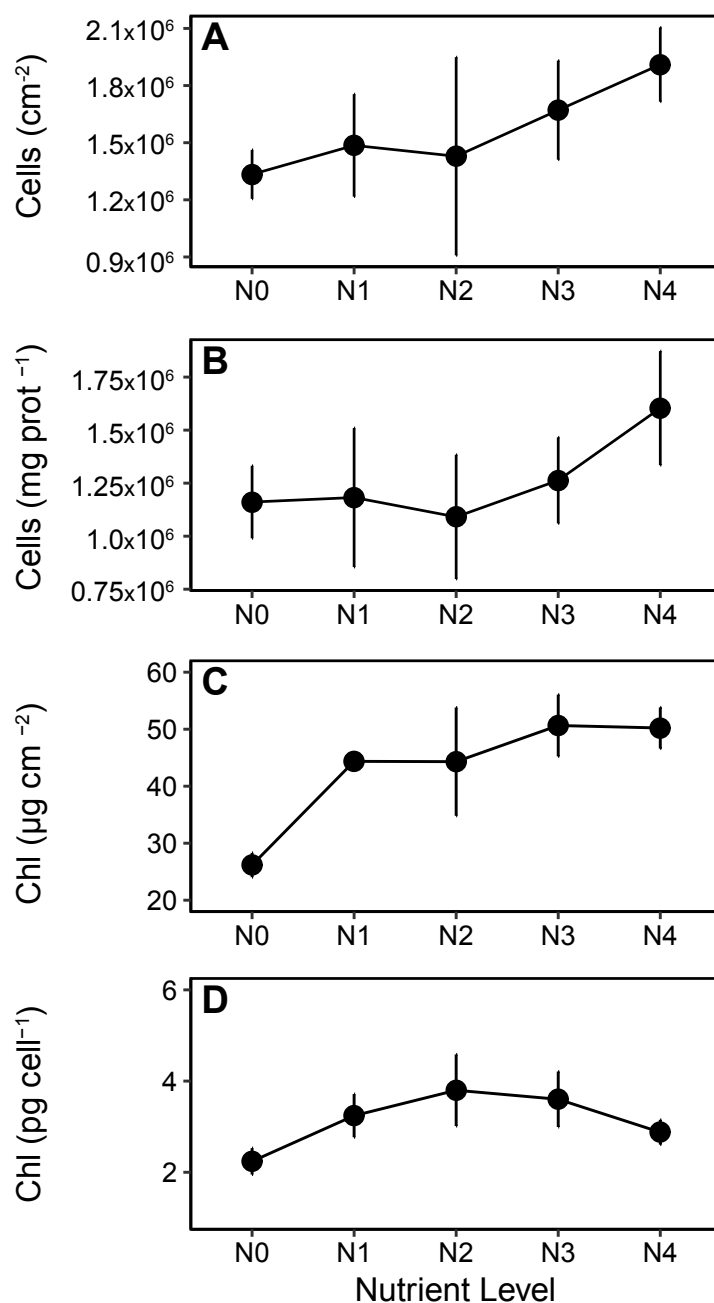 A
Cells (cm⁻²)
2.1x10⁶
1.8x10⁶
1.5x10⁶
1.2x10⁶
0.9x10⁶
N0 N1 N2 N3 N4
B
Cells (mg prot ⁻¹)
1.75x10⁶
1.5x10⁶
1.25x10⁶
1.0x10⁶
0.75x10⁶
N0 N1 N2 N3 N4
C
Chl (µg cm ⁻²)
60
50
40
30
20
N0 N1 N2 N3 N4
D
Chl (pg cell⁻¹)
6
4
2
N0 N1 N2 N3 N4
Nutrient Level